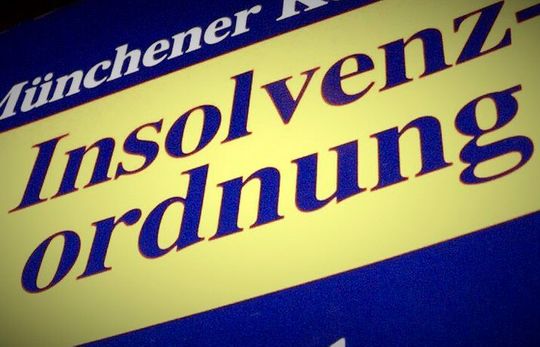 Münchener
Insolvenz-
ordnung